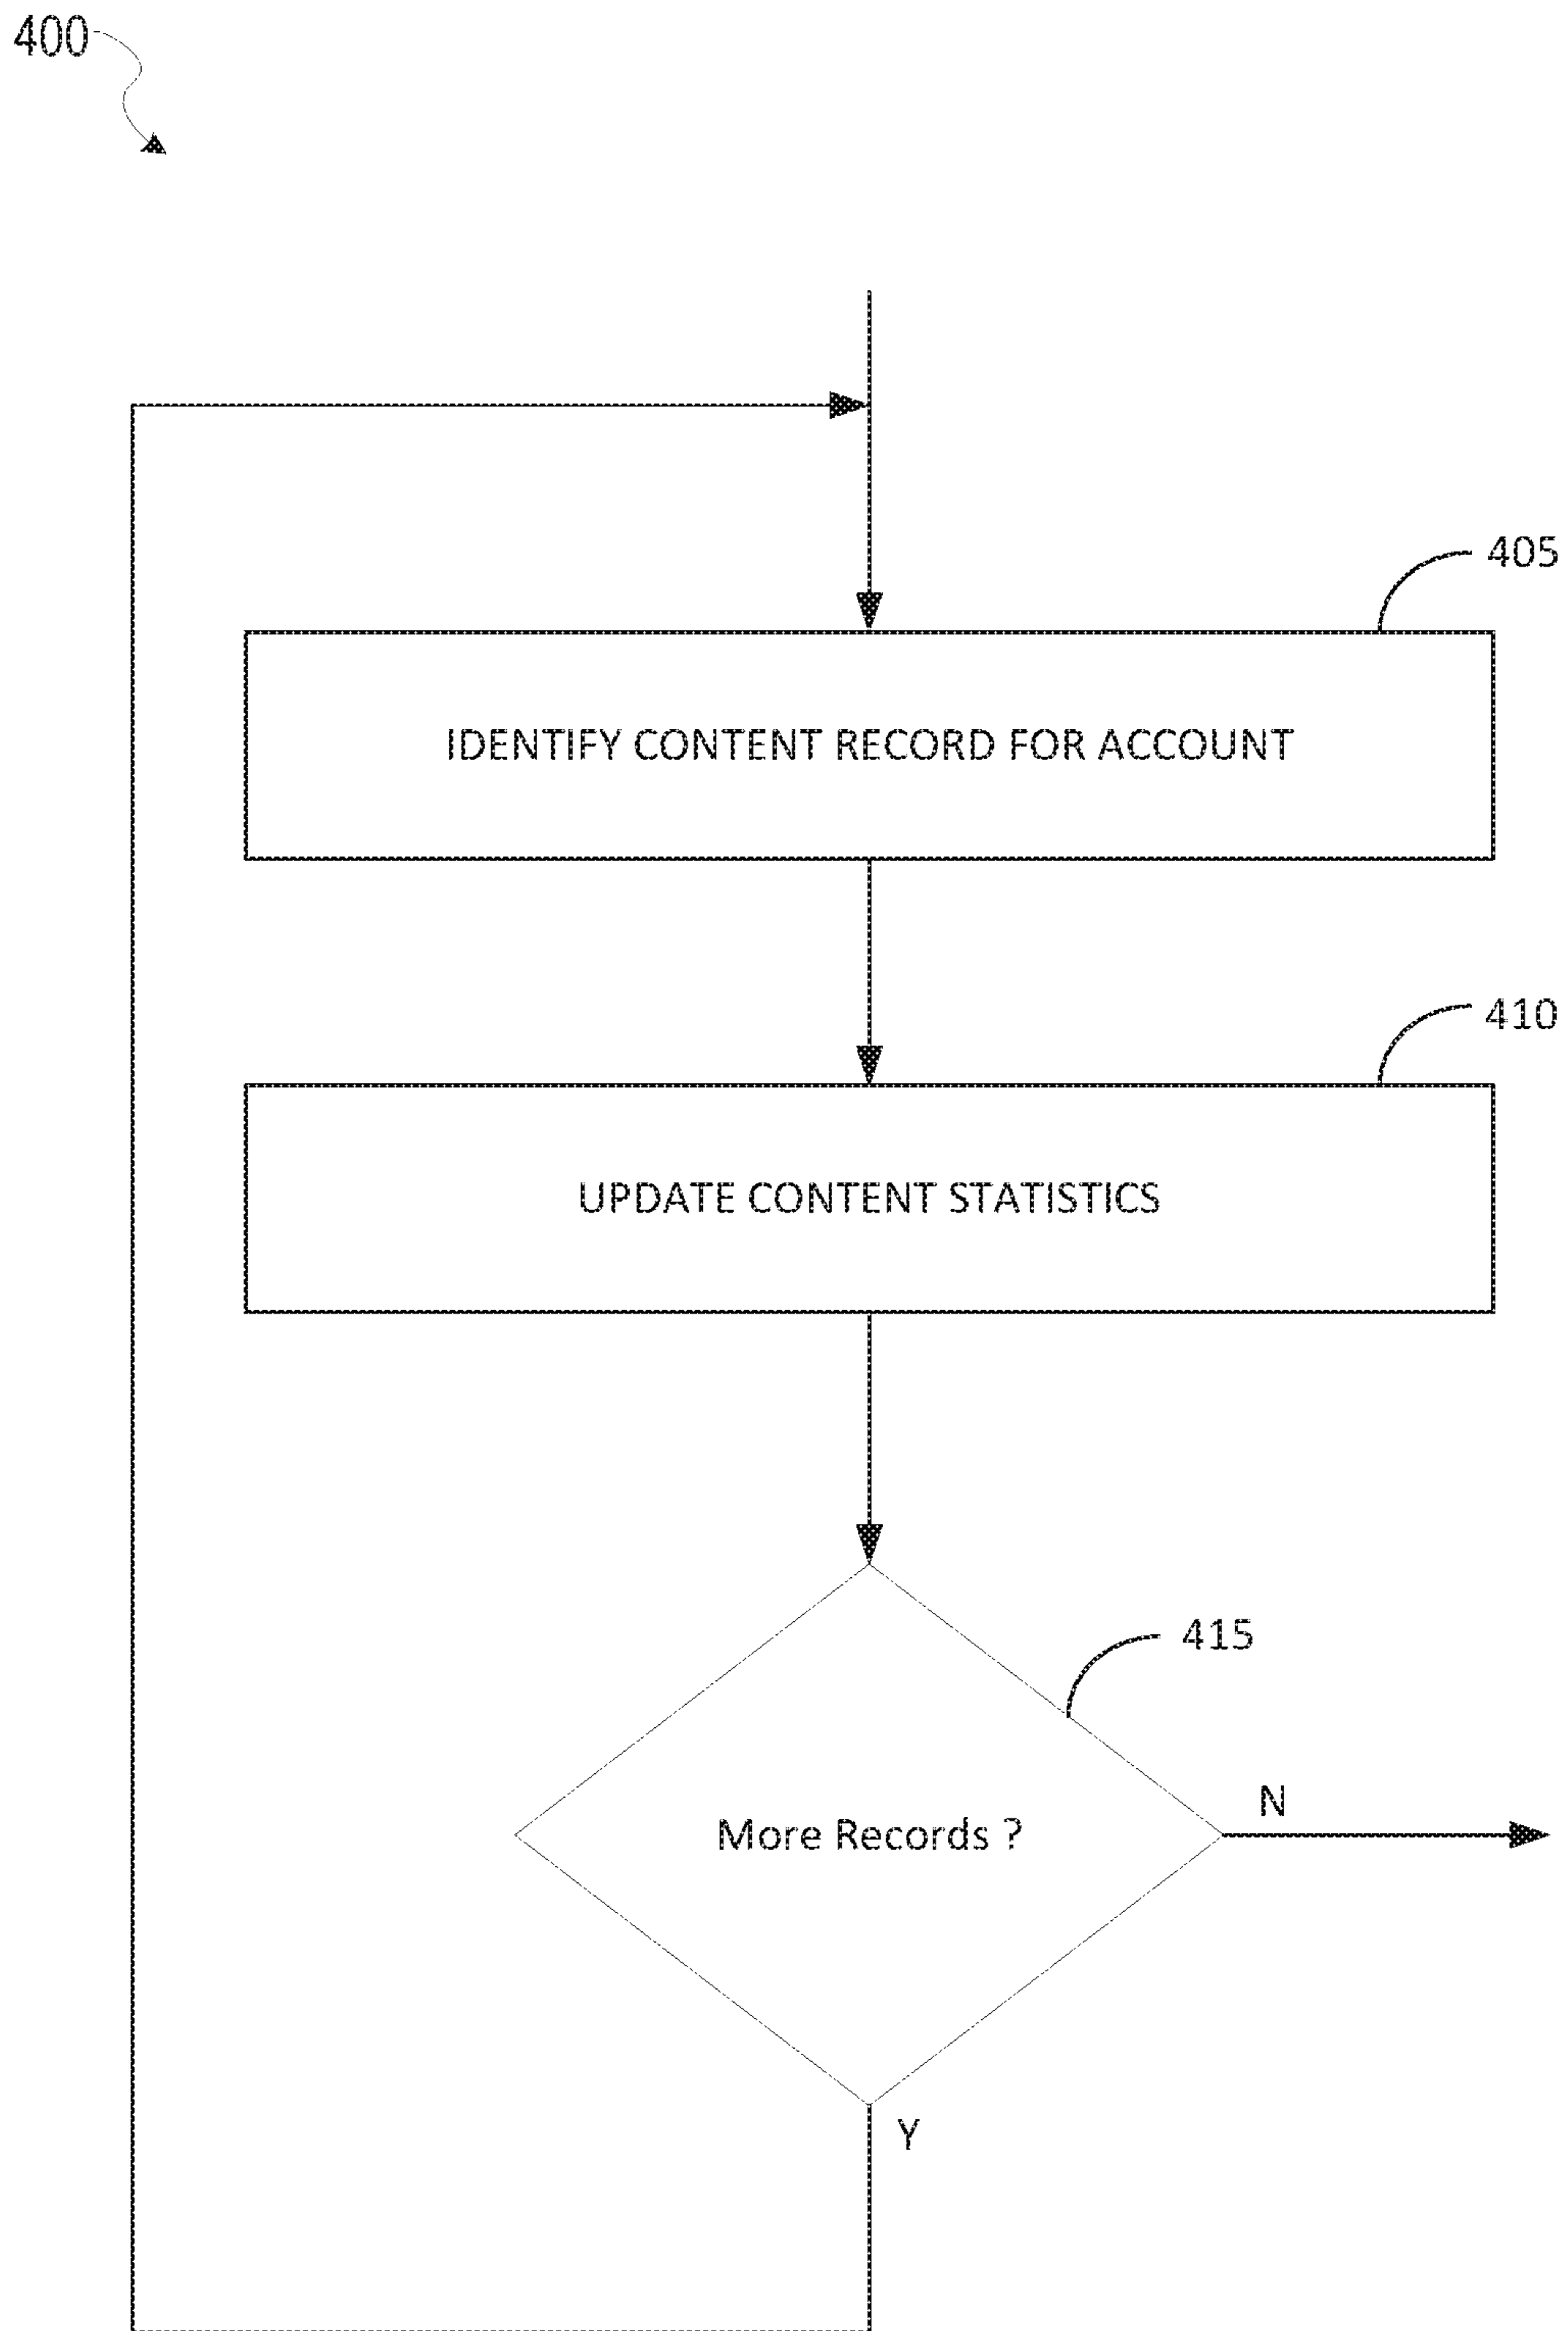 400
405
IDENTIFY CONTENT RECORD FOR ACCOUNT
410
UPDATE CONTENT STATISTICS
415
More Records ?
N
Y